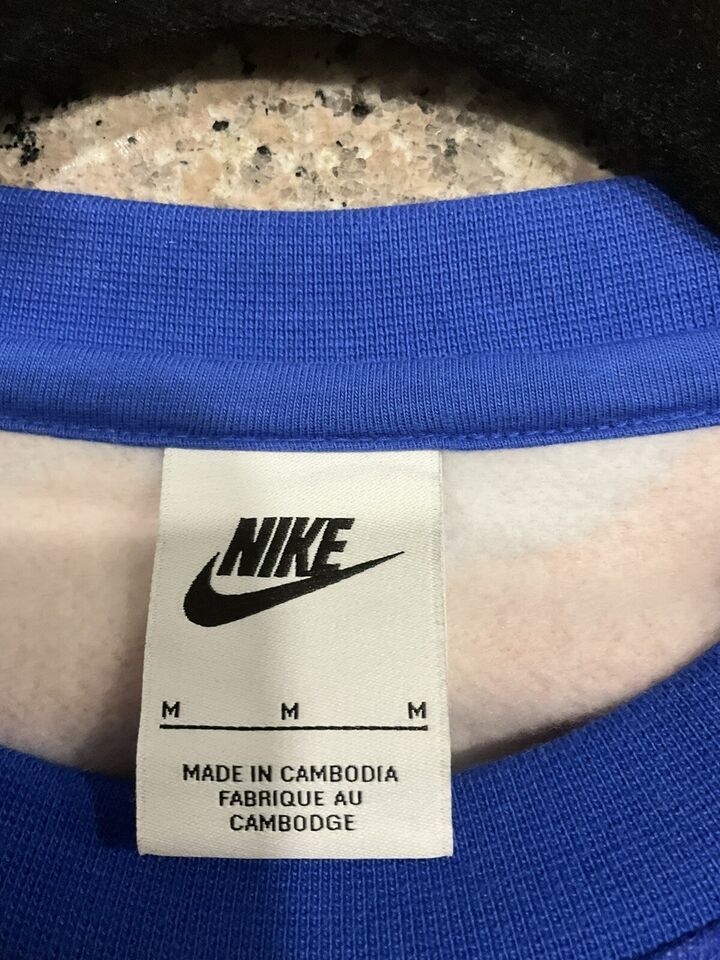 NIKE
M M M
MADE IN CAMBODIA
FABRIQUE AU
CAMBODGE